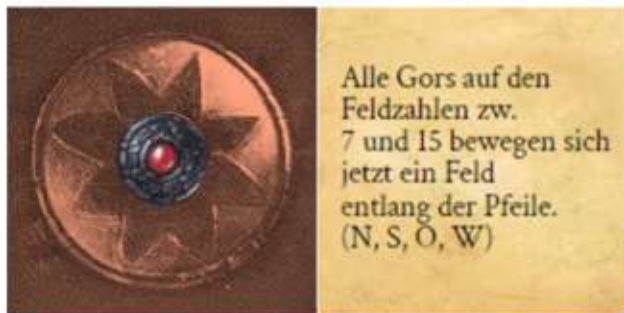 Alle Gors auf den
Feldzahlen zw.
7 und 15 bewegen sich
jetzt ein Feld
entlang der Pfeile.
(N, S, O, W)